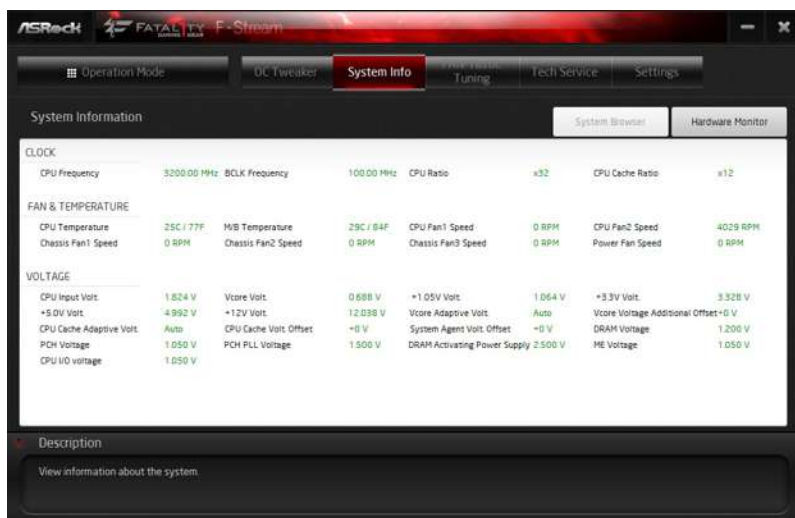 ASRock FATAL1TY GAMING GEAR F-Stream
Operation Mode OC Tweaker System Info Tuning Tech Service Settings
System Information System Browser Hardware Monitor
CLOCK
CPU Frequency 3200.00 MHz BCLK Frequency 100.00 MHz CPU Ratio x32 CPU Cache Ratio x12
FAN & TEMPERATURE
CPU Temperature 25C / 77F M/B Temperature 29C / 84F CPU Fan1 Speed 0 RPM CPU Fan2 Speed 4029 RPM
Chassis Fan1 Speed 0 RPM Chassis Fan2 Speed 0 RPM Chassis Fan3 Speed 0 RPM Power Fan Speed 0 RPM
VOLTAGE
CPU Input Volt. 1.824 V Vcore Volt. 0.688 V +1.05V Volt. 1.064 V +3.3V Volt. 3.328 V
+5.0V Volt. 4.992 V +12V Volt. 12.038 V Vcore Adaptive Volt. Auto Vcore Voltage Additional Offset +0 V
CPU Cache Adaptive Volt. Auto CPU Cache Volt. Offset +0 V System Agent Volt. Offset +0 V DRAM Voltage 1.200 V
PCH Voltage 1.050 V PCH PLL Voltage 1.500 V DRAM Activating Power Supply 2.500 V ME Voltage 1.050 V
CPU I/O voltage 1.050 V
Description
View information about the system.